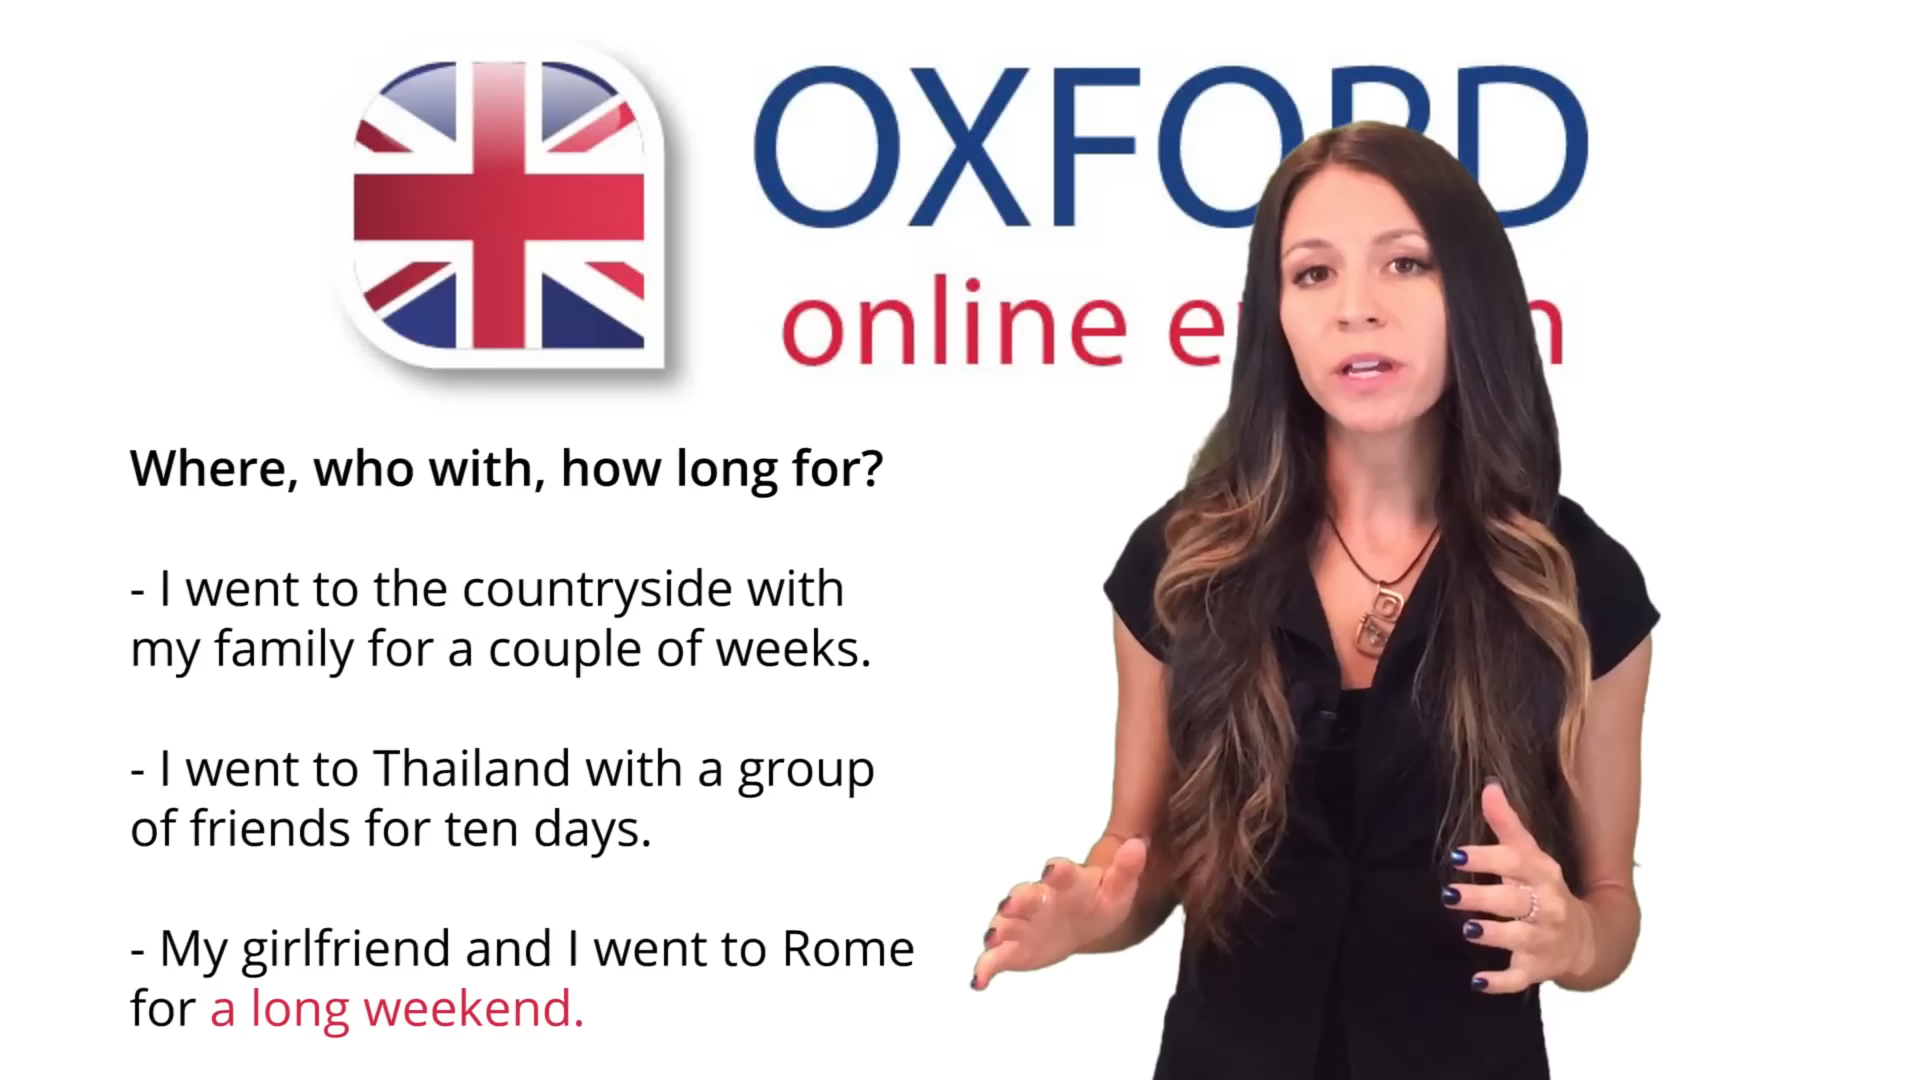 OXFORD
online
Where, who with, how long for?
- I went to the countryside with
my family for a couple of weeks.
- I went to Thailand with a group
of friends for ten days.
- My girlfriend and I went to Rome
for a long weekend.